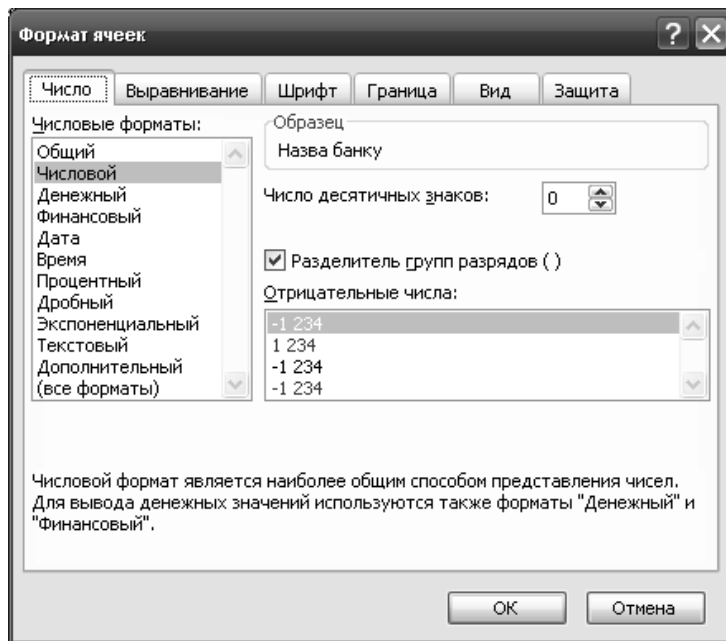 Формат ячеек
Число
Выравнивание
Шрифт
Граница
Вид
Защита
Числовые форматы:
Общий
Числовой
Денежный
Финансовый
Дата
Время
Процентный
Дробный
Экспоненциальный
Текстовый
Дополнительный
(все форматы)
Образец
Назва банку
Число десятичных знаков:
0
Разделитель групп разрядов ( )
Отрицательные числа:
-1 234
1 234
-1 234
-1 234
Числовой формат является наиболее общим способом представления чисел.
Для вывода денежных значений используются также форматы "Денежный" и
"Финансовый".
ОК
Отмена